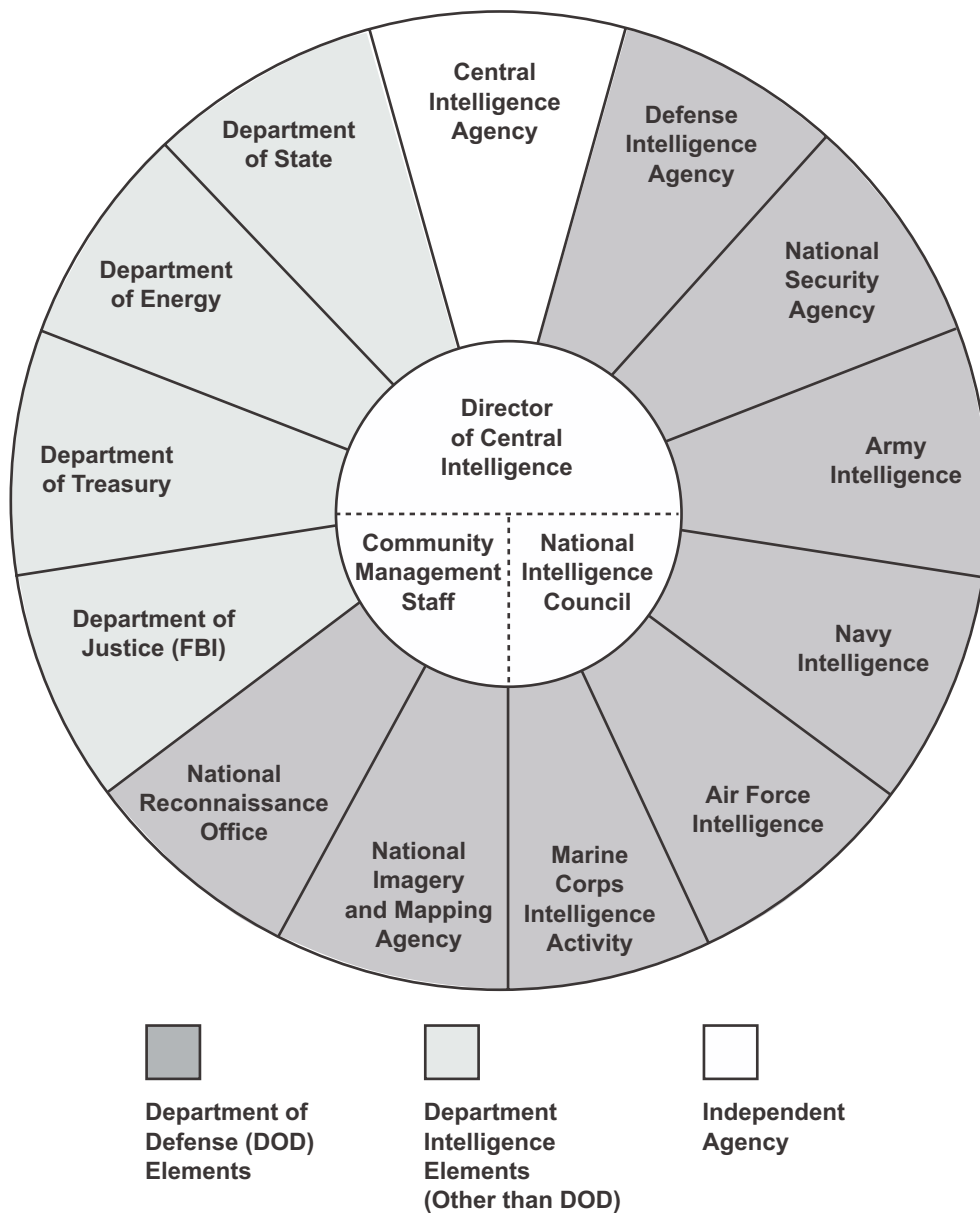 Central
Intelligence
Agency
Defense
Intelligence
Agency
National
Security
Agency
Army
Intelligence
Navy
Intelligence
Air Force
Intelligence
Marine
Corps
Intelligence
Activity
National
Imagery
and Mapping
Agency
National
Reconnaissance
Office
Department of
Justice (FBI)
Department
of Treasury
Department
of Energy
Department
of State
Director
of Central
Intelligence
Community
Management
Staff
National
Intelligence
Council
Department of
Defense (DOD)
Elements
Department
Intelligence
Elements
(Other than DOD)
Independent
Agency